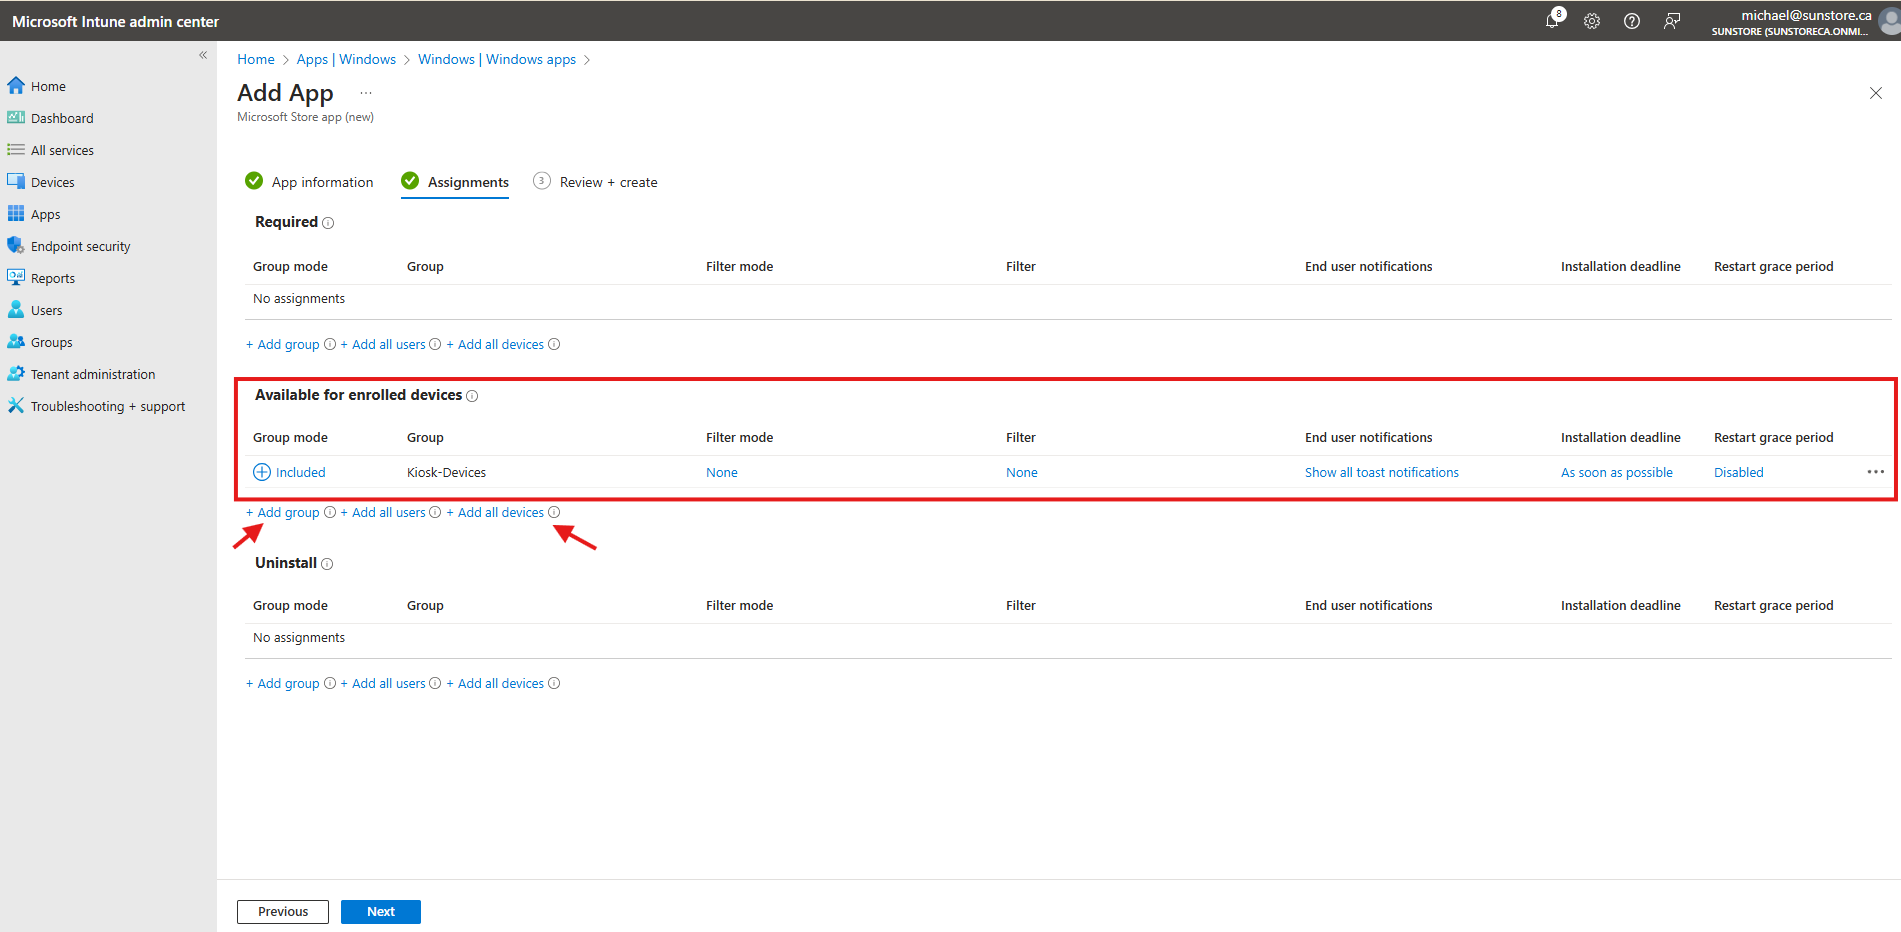 Microsoft Intune admin center
8
michael@sunstore.ca
SUNSTORE (SUNSTORECA.ONMI...
«
Home
Dashboard
All services
Devices
Apps
Endpoint security
Reports
Users
Groups
Tenant administration
Troubleshooting + support
Home > Apps | Windows > Windows | Windows apps >
Add App ...
Microsoft Store app (new)
App information
Assignments
3 Review + create
Required
Group mode Group Filter mode Filter End user notifications Installation deadline Restart grace period
No assignments
+ Add group + Add all users + Add all devices
Available for enrolled devices
Group mode Group Filter mode Filter End user notifications Installation deadline Restart grace period
Included Kiosk-Devices None None Show all toast notifications As soon as possible Disabled ...
+ Add group + Add all users + Add all devices
Uninstall
Group mode Group Filter mode Filter End user notifications Installation deadline Restart grace period
No assignments
+ Add group + Add all users + Add all devices
Previous Next